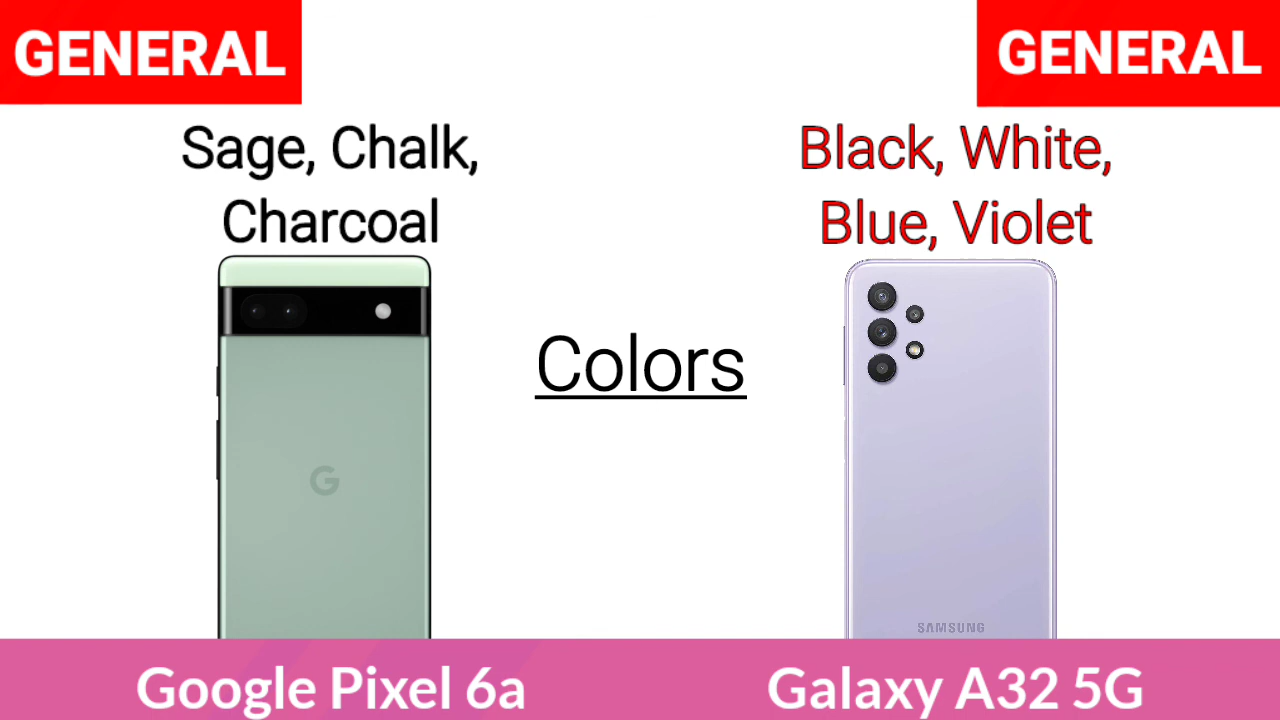 GENERAL
GENERAL
Sage, Chalk,
Charcoal
Black, White,
Blue, Violet
Colors
G
SAMSUNG
Google Pixel 6a
Galaxy A32 5G